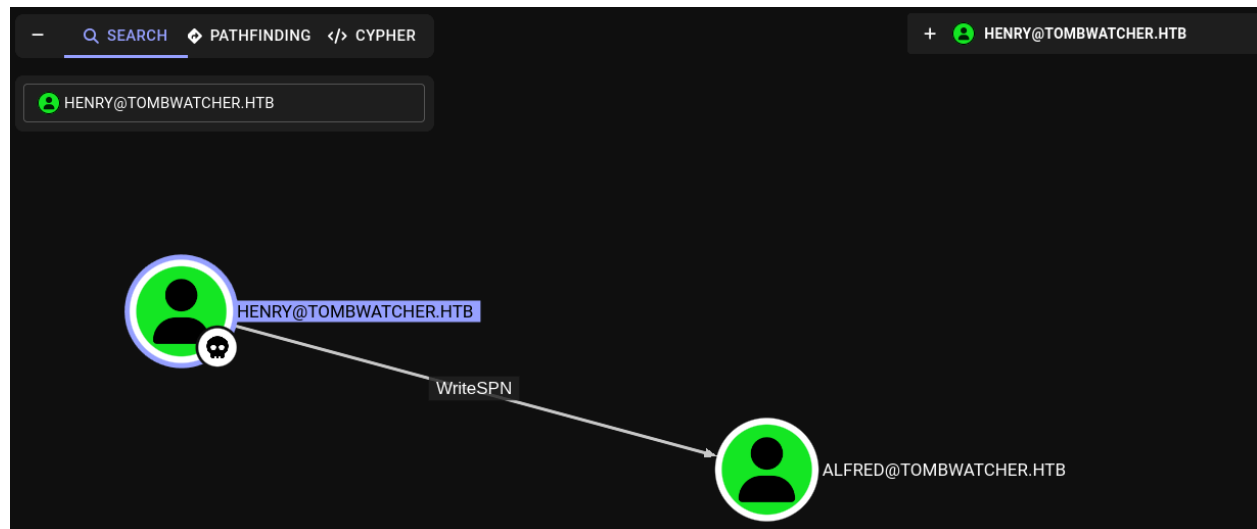 SEARCH PATHFINDING </> CYPHER
+ HENRY@TOMBWATCHER.HTB
HENRY@TOMBWATCHER.HTB
HENRY@TOMBWATCHER.HTB
WriteSPN
ALFRED@TOMBWATCHER.HTB